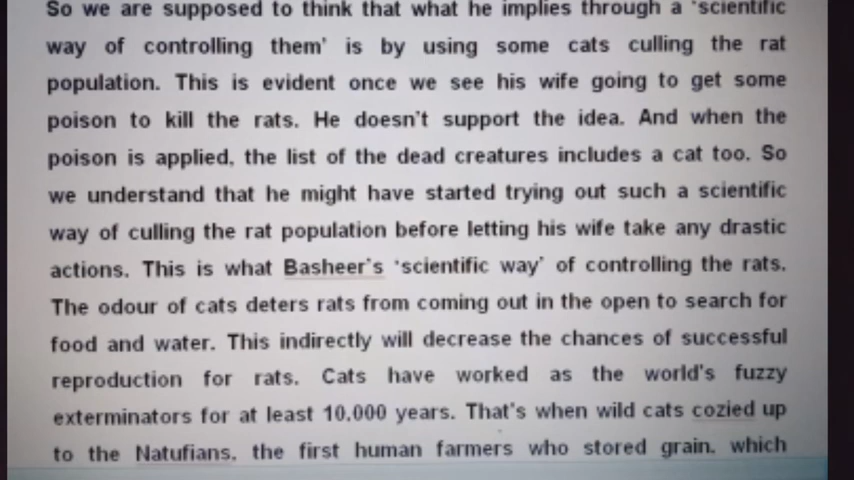 So we are supposed to think that what he implies through a 'scientific
way of controlling them' is by using some cats culling the rat
population. This is evident once we see his wife going to get some
poison to kill the rats. He doesn't support the idea. And when the
poison is applied, the list of the dead creatures includes a cat too. So
we understand that he might have started trying out such a scientific
way of culling the rat population before letting his wife take any drastic
actions. This is what Basheer's 'scientific way' of controlling the rats.
The odour of cats deters rats from coming out in the open to search for
food and water. This indirectly will decrease the chances of successful
reproduction for rats. Cats have worked as the world's fuzzy
exterminators for at least 10,000 years. That's when wild cats cozied up
to the Natufians, the first human farmers who stored grain, which